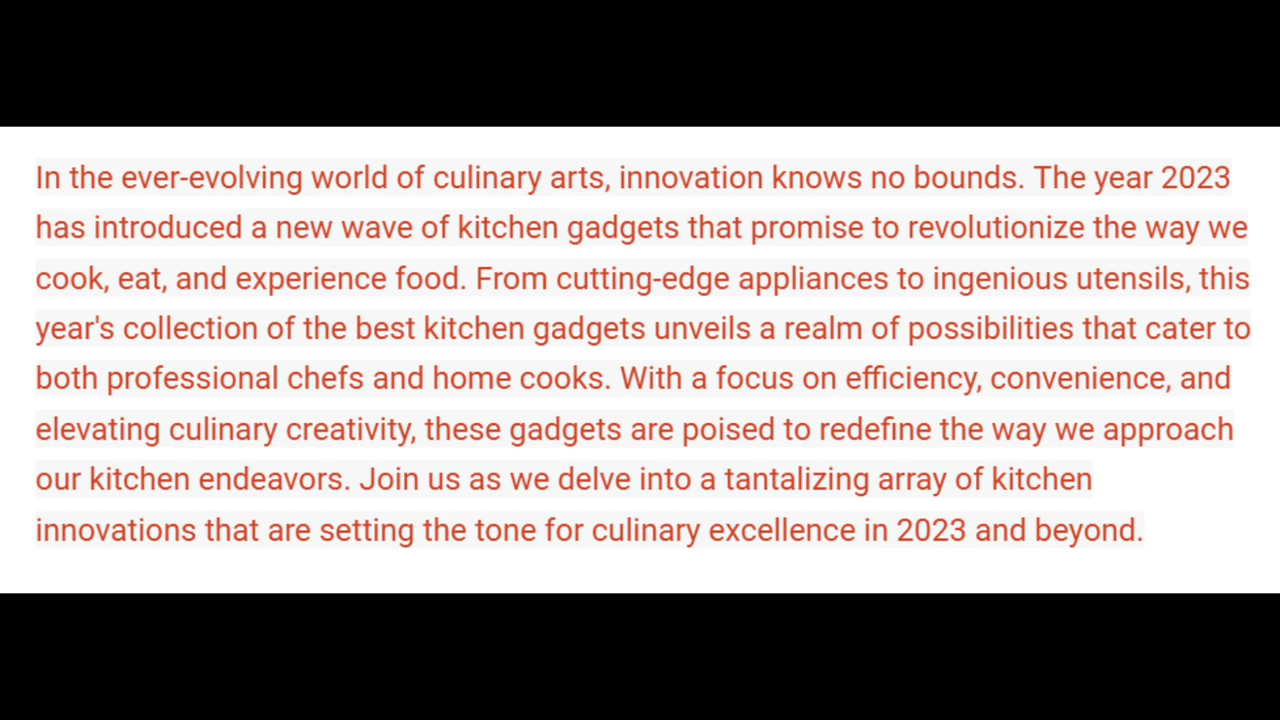 In the ever-evolving world of culinary arts, innovation knows no bounds. The year 2023
has introduced a new wave of kitchen gadgets that promise to revolutionize the way we
cook, eat, and experience food. From cutting-edge appliances to ingenious utensils, this
year's collection of the best kitchen gadgets unveils a realm of possibilities that cater to
both professional chefs and home cooks. With a focus on efficiency, convenience, and
elevating culinary creativity, these gadgets are poised to redefine the way we approach
our kitchen endeavors. Join us as we delve into a tantalizing array of kitchen
innovations that are setting the tone for culinary excellence in 2023 and beyond.